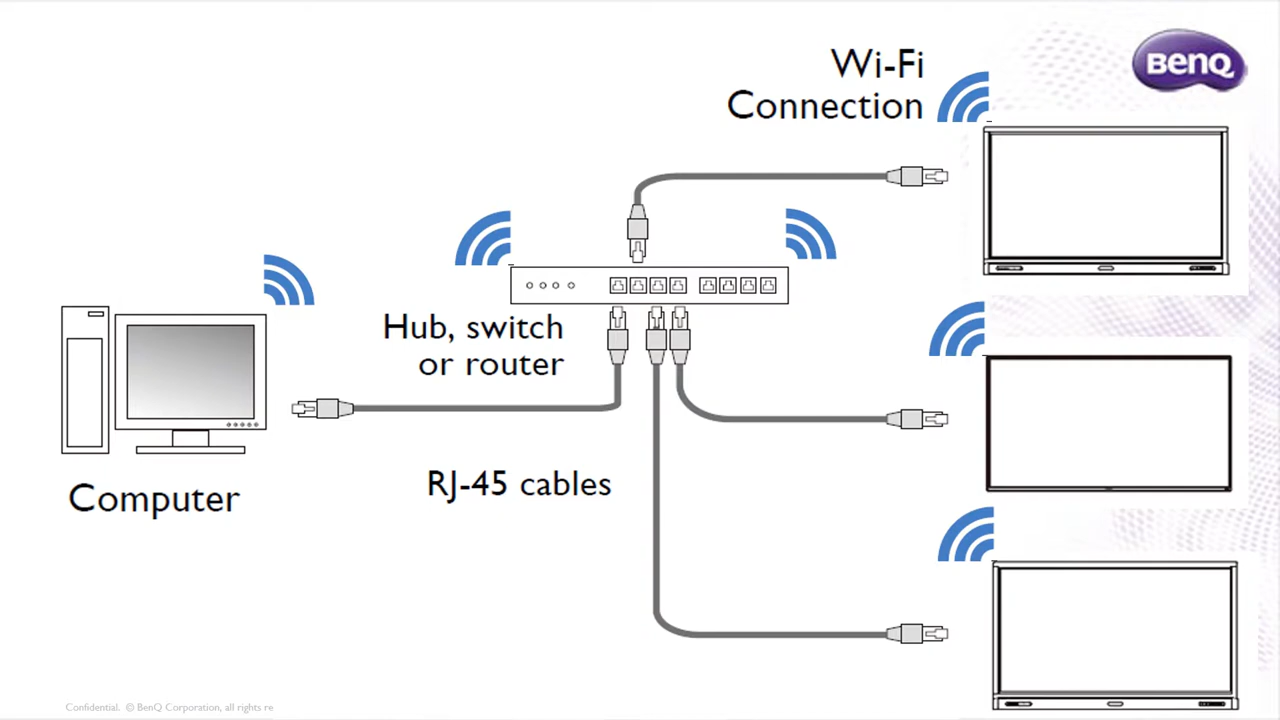 Wi-Fi
Connection
BenQ
Hub, switch
or router
RJ-45 cables
Computer
Confidential. © BenQ Corporation, all rights re